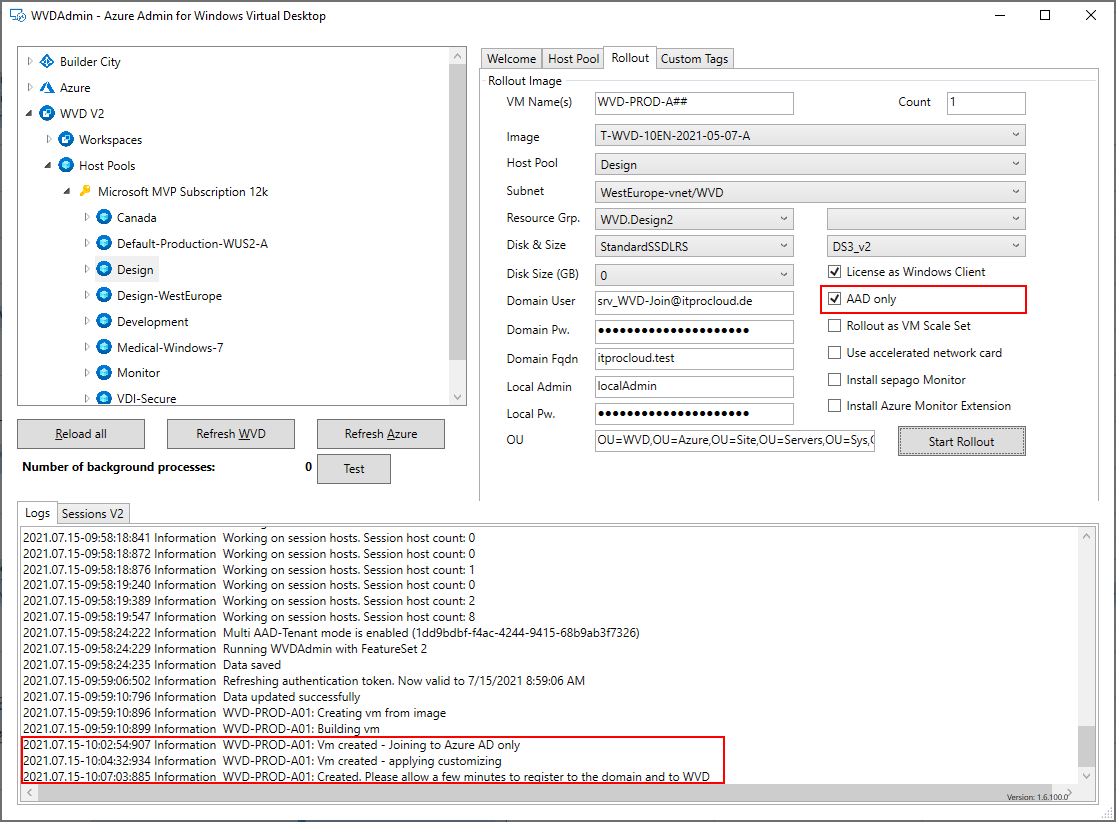 WVDAdmin - Azure Admin for Windows Virtual Desktop
Builder City
Azure
WVD V2
Workspaces
Host Pools
Microsoft MVP Subscription 12k
Canada
Default-Production-WUS2-A
Design
Design-WestEurope
Development
Medical-Windows-7
Monitor
VDI-Secure
Reload all
Refresh WVD
Refresh Azure
Number of background processes: 0
Test
Welcome
Host Pool
Rollout
Custom Tags
Rollout Image
VM Name(s) WVD-PROD-A## Count 1
Image T-WVD-10EN-2021-05-07-A
Host Pool Design
Subnet WestEurope-vnet/WVD
Resource Grp. WVD.Design2
Disk & Size StandardSSDLRS DS3_v2
Disk Size (GB) 0 License as Windows Client
Domain User srv_WVD-Join@itprocloud.de AAD only
Domain Pw. ●●●●●●●●●●●●●●●●●●●●● Rollout as VM Scale Set
Domain Fqdn itprocloud.test Use accelerated network card
Local Admin localAdmin Install sepago Monitor
Local Pw. ●●●●●●●●●●●●●●●●●●●●● Install Azure Monitor Extension
OU OU=WVD,OU=Azure,OU=Site,OU=Servers,OU=Sys, Start Rollout
Logs
Sessions V2
2021.07.15-09:58:18:841 Information Working on session hosts. Session host count: 0
2021.07.15-09:58:18:872 Information Working on session hosts. Session host count: 0
2021.07.15-09:58:18:876 Information Working on session hosts. Session host count: 1
2021.07.15-09:58:19:240 Information Working on session hosts. Session host count: 0
2021.07.15-09:58:19:389 Information Working on session hosts. Session host count: 2
2021.07.15-09:58:19:547 Information Working on session hosts. Session host count: 8
2021.07.15-09:58:24:222 Information Multi AAD-Tenant mode is enabled (1dd9bdbf-f4ac-4244-9415-68b9ab3f7326)
2021.07.15-09:58:24:229 Information Running WVDAdmin with FeatureSet 2
2021.07.15-09:58:24:235 Information Data saved
2021.07.15-09:59:06:502 Information Refreshing authentication token. Now valid to 7/15/2021 8:59:06 AM
2021.07.15-09:59:10:796 Information Data updated successfully
2021.07.15-09:59:10:896 Information WVD-PROD-A01: Creating vm from image
2021.07.15-09:59:10:899 Information WVD-PROD-A01: Building vm
2021.07.15-10:02:54:907 Information WVD-PROD-A01: Vm created - Joining to Azure AD only
2021.07.15-10:04:32:934 Information WVD-PROD-A01: Vm created - applying customizing
2021.07.15-10:07:03:885 Information WVD-PROD-A01: Created. Please allow a few minutes to register to the domain and to WVD
Version: 1.6.100.0